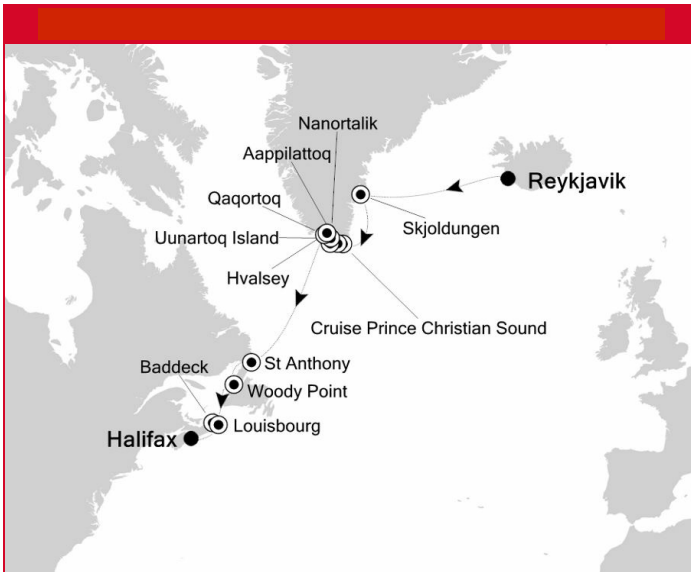 Nanortalik
Aappilattoq
Reykjavik
Qaqortoq
Skjoldungen
Uunartoq Island
Hvalsey
Cruise Prince Christian Sound
St Anthony
Baddeck
Woody Point
Louisbourg
Halifax